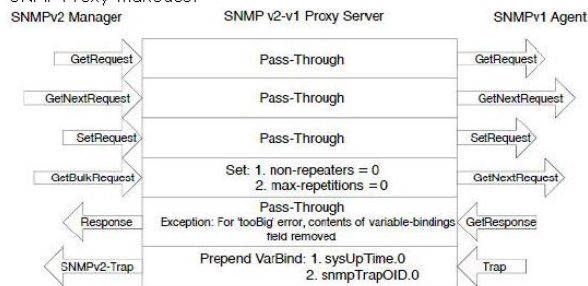 SNMPv2 Manager SNMP v2-v1 Proxy Server SNMPv1 Agent
GetRequest Pass-Through GetRequest
GetNextRequest Pass-Through GetNextRequest
SetRequest Pass-Through SetRequest
GetBulkRequest Set: 1. non-repeaters = 0 GetNextRequest
2. max-repetitions = 0
Pass-Through
Response Exception: For 'tooBig' error, contents of variable-bindings GetResponse
field removed
SNMPv2-Trap Prepend VarBind: 1. sysUpTime.0 Trap
2. snmpTrapOID.0